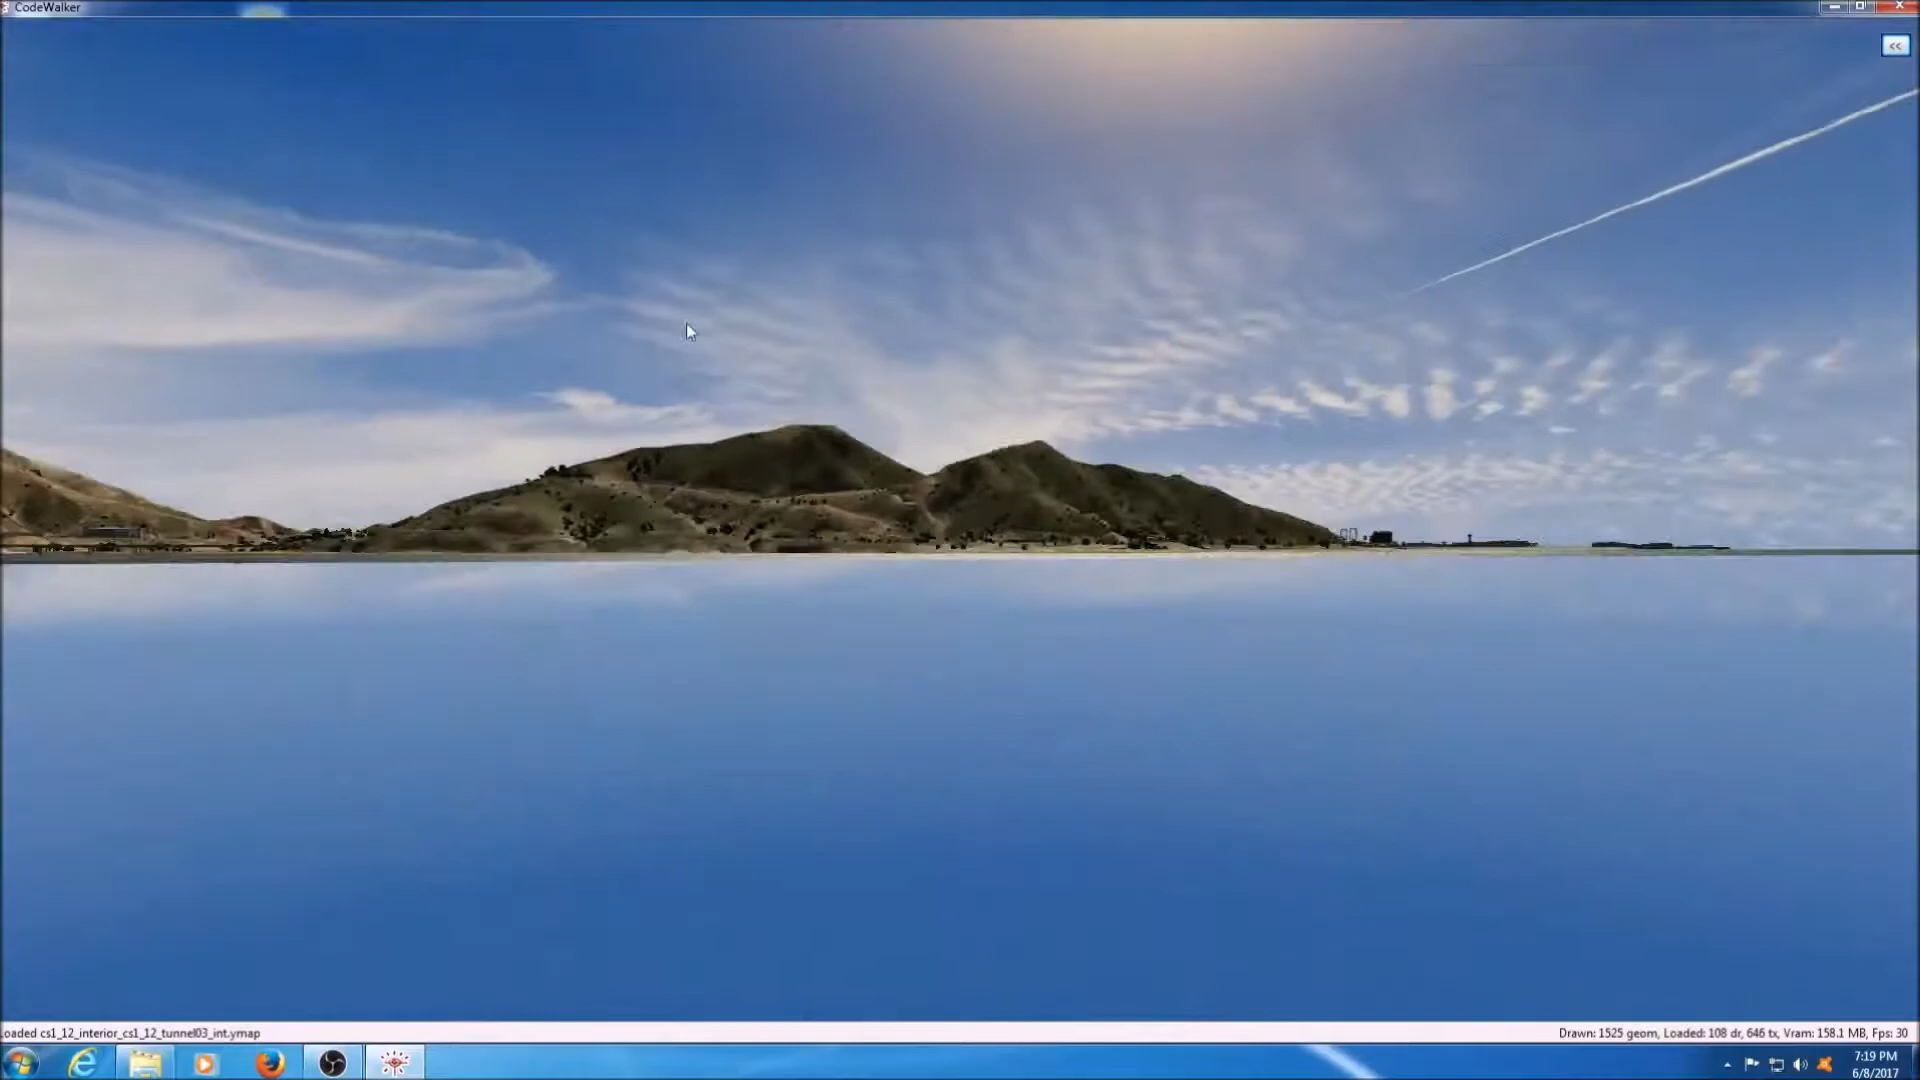 CodeWalker
<<
Loaded cs1_12_interior_cs1_12_tunnel03_int.ymap
Drawn: 1525 geom, Loaded: 108 dr, 646 tx, Vram: 158.1 MB, Fps: 30
7:19 PM
6/8/2017